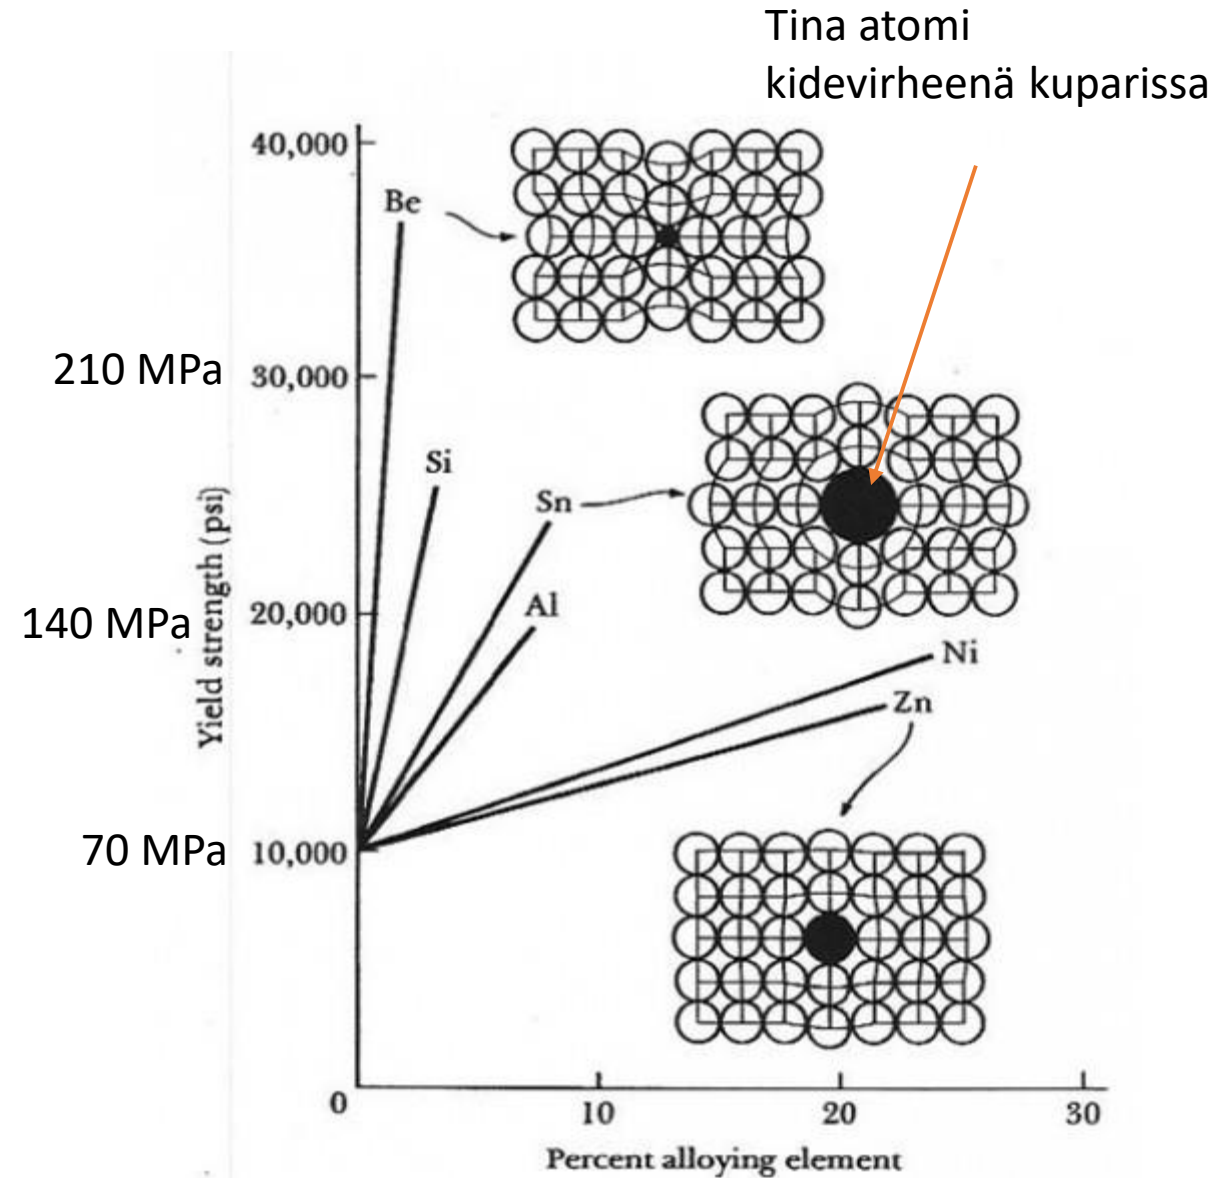 Tina atomi
kidevirheenä kuparissa
40,000
Be
210 MPa
30,000
Si
Sn
Yield strength (psi)
140 MPa
20,000
Al
Ni
Zn
70 MPa
10,000
0
10
20
30
Percent alloying element